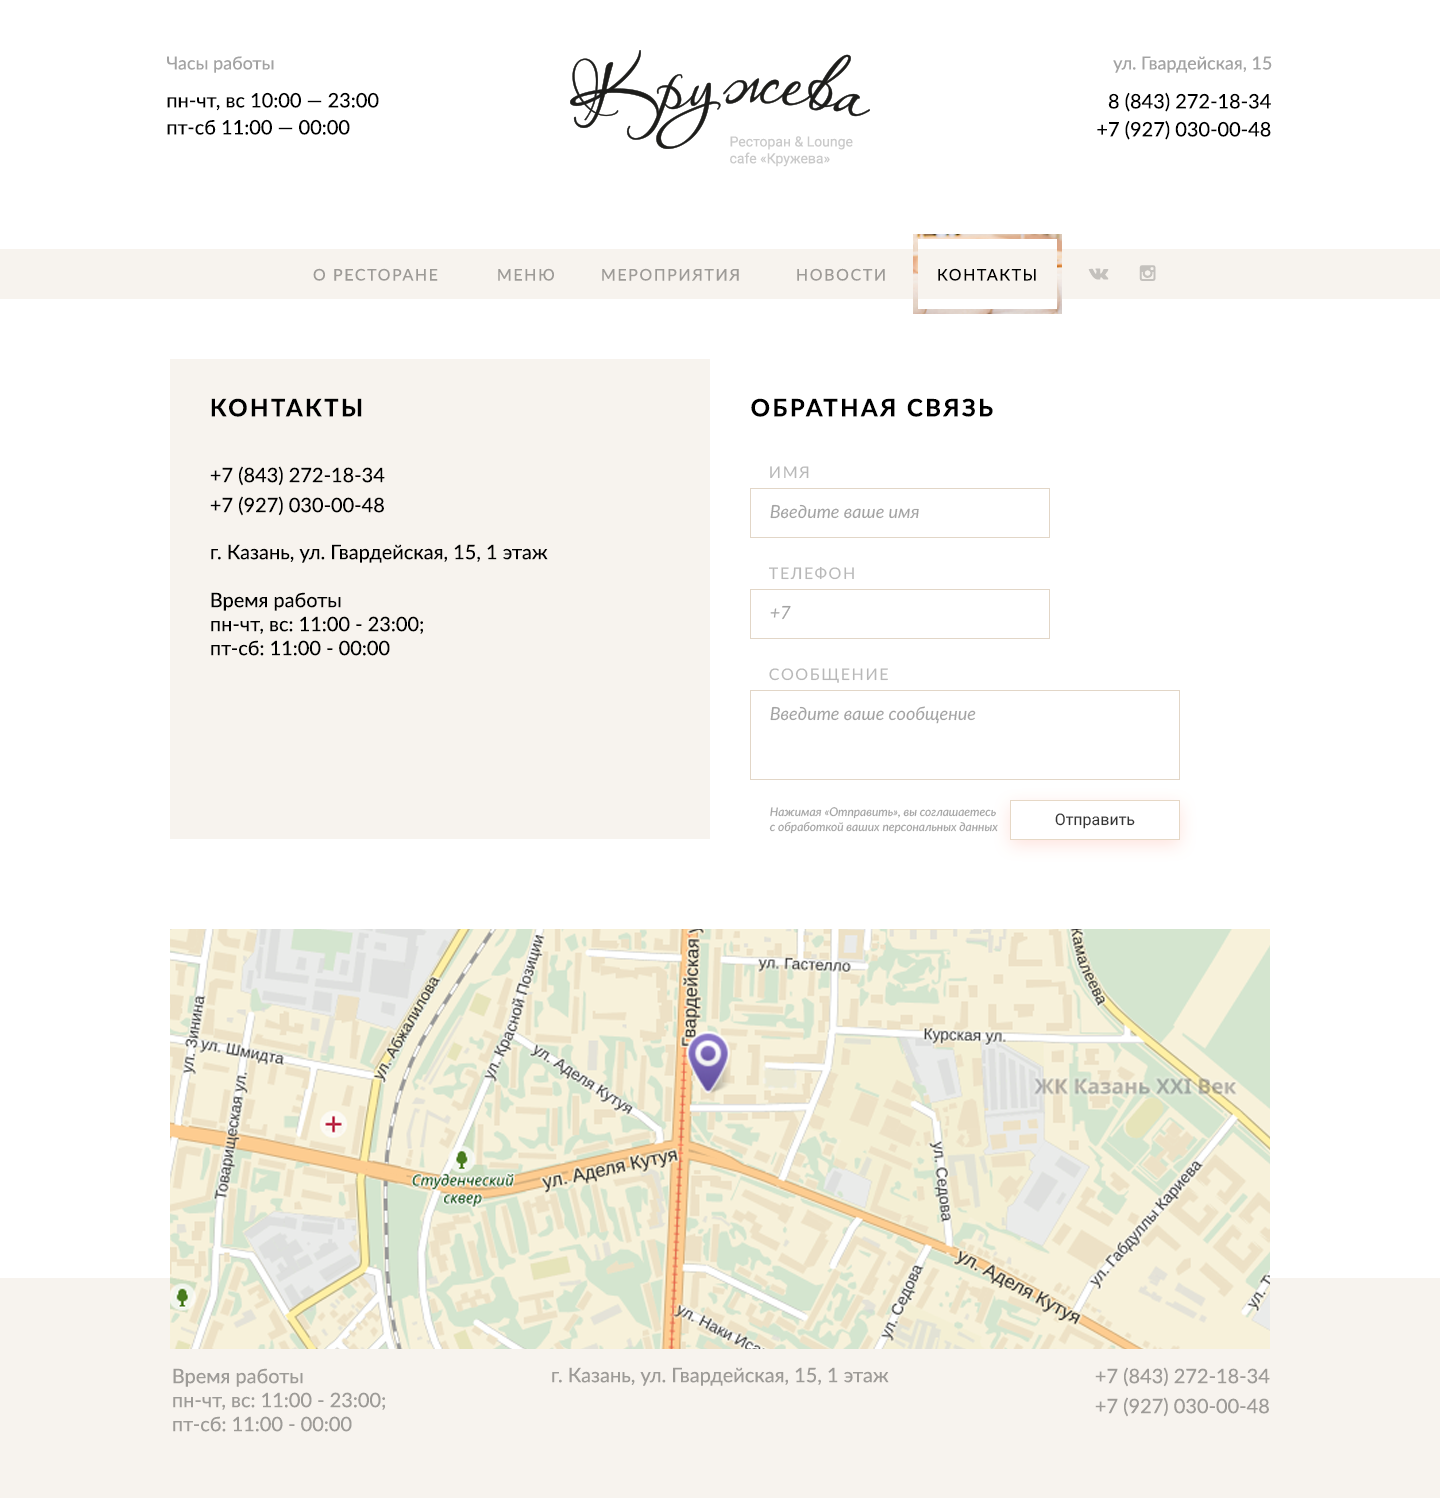 Часы работы
пн-чт, вс 10:00 — 23:00
пт-сб 11:00 — 00:00
Кружева
Ресторан & Lounge
cafe «Кружева»
ул. Гвардейская, 15
8 (843) 272-18-34
+7 (927) 030-00-48
О РЕСТОРАНЕ
МЕНЮ
МЕРОПРИЯТИЯ
НОВОСТИ
КОНТАКТЫ
КОНТАКТЫ
+7 (843) 272-18-34
+7 (927) 030-00-48
г. Казань, ул. Гвардейская, 15, 1 этаж
Время работы
пн-чт, вс: 11:00 - 23:00;
пт-сб: 11:00 - 00:00
ОБРАТНАЯ СВЯЗЬ
ИМЯ
Введите ваше имя
ТЕЛЕФОН
+7
СООБЩЕНИЕ
Введите ваше сообщение
Нажимая «Отправить», вы соглашаетесь
с обработкой ваших персональных данных
Отправить
ул. Зинина
ул. Шмидта
Товарищеская ул.
ул. Абжалилова
ул. Красной Позиции
ул. Аделя Кутуя
Гвардейская у
ул. Гастелло
Камалеева
Курская ул.
ЖК Казань XXI Век
Студенческий
сквер
ул. Аделя Кутуя
ул. Седова
ул. Габдуллы Кариева
ул. Аделя Кутуя
ул. Седова
ул. Наки Иса
ул. Т
Время работы
пн-чт, вс: 11:00 - 23:00;
пт-сб: 11:00 - 00:00
г. Казань, ул. Гвардейская, 15, 1 этаж
+7 (843) 272-18-34
+7 (927) 030-00-48